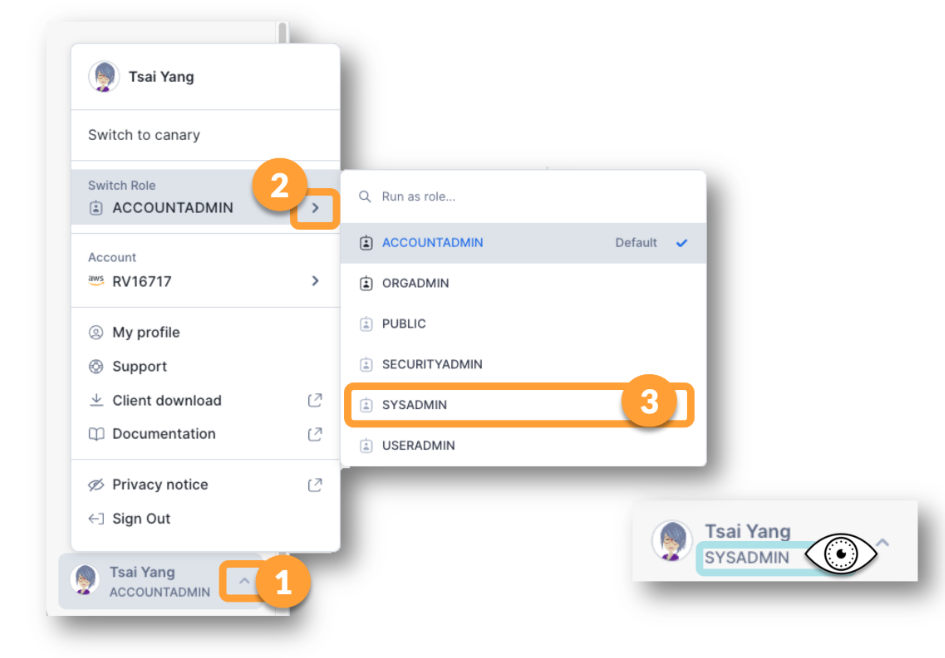 Tsai Yang
Switch to canary
Switch Role
ACCOUNTADMIN
2
Account
aws RV16717
My profile
Support
Client download
Documentation
Privacy notice
Sign Out
Tsai Yang
ACCOUNTADMIN
1
Run as role...
ACCOUNTADMIN Default
ORGADMIN
PUBLIC
SECURITYADMIN
SYSADMIN
3
USERADMIN
Tsai Yang
SYSADMIN